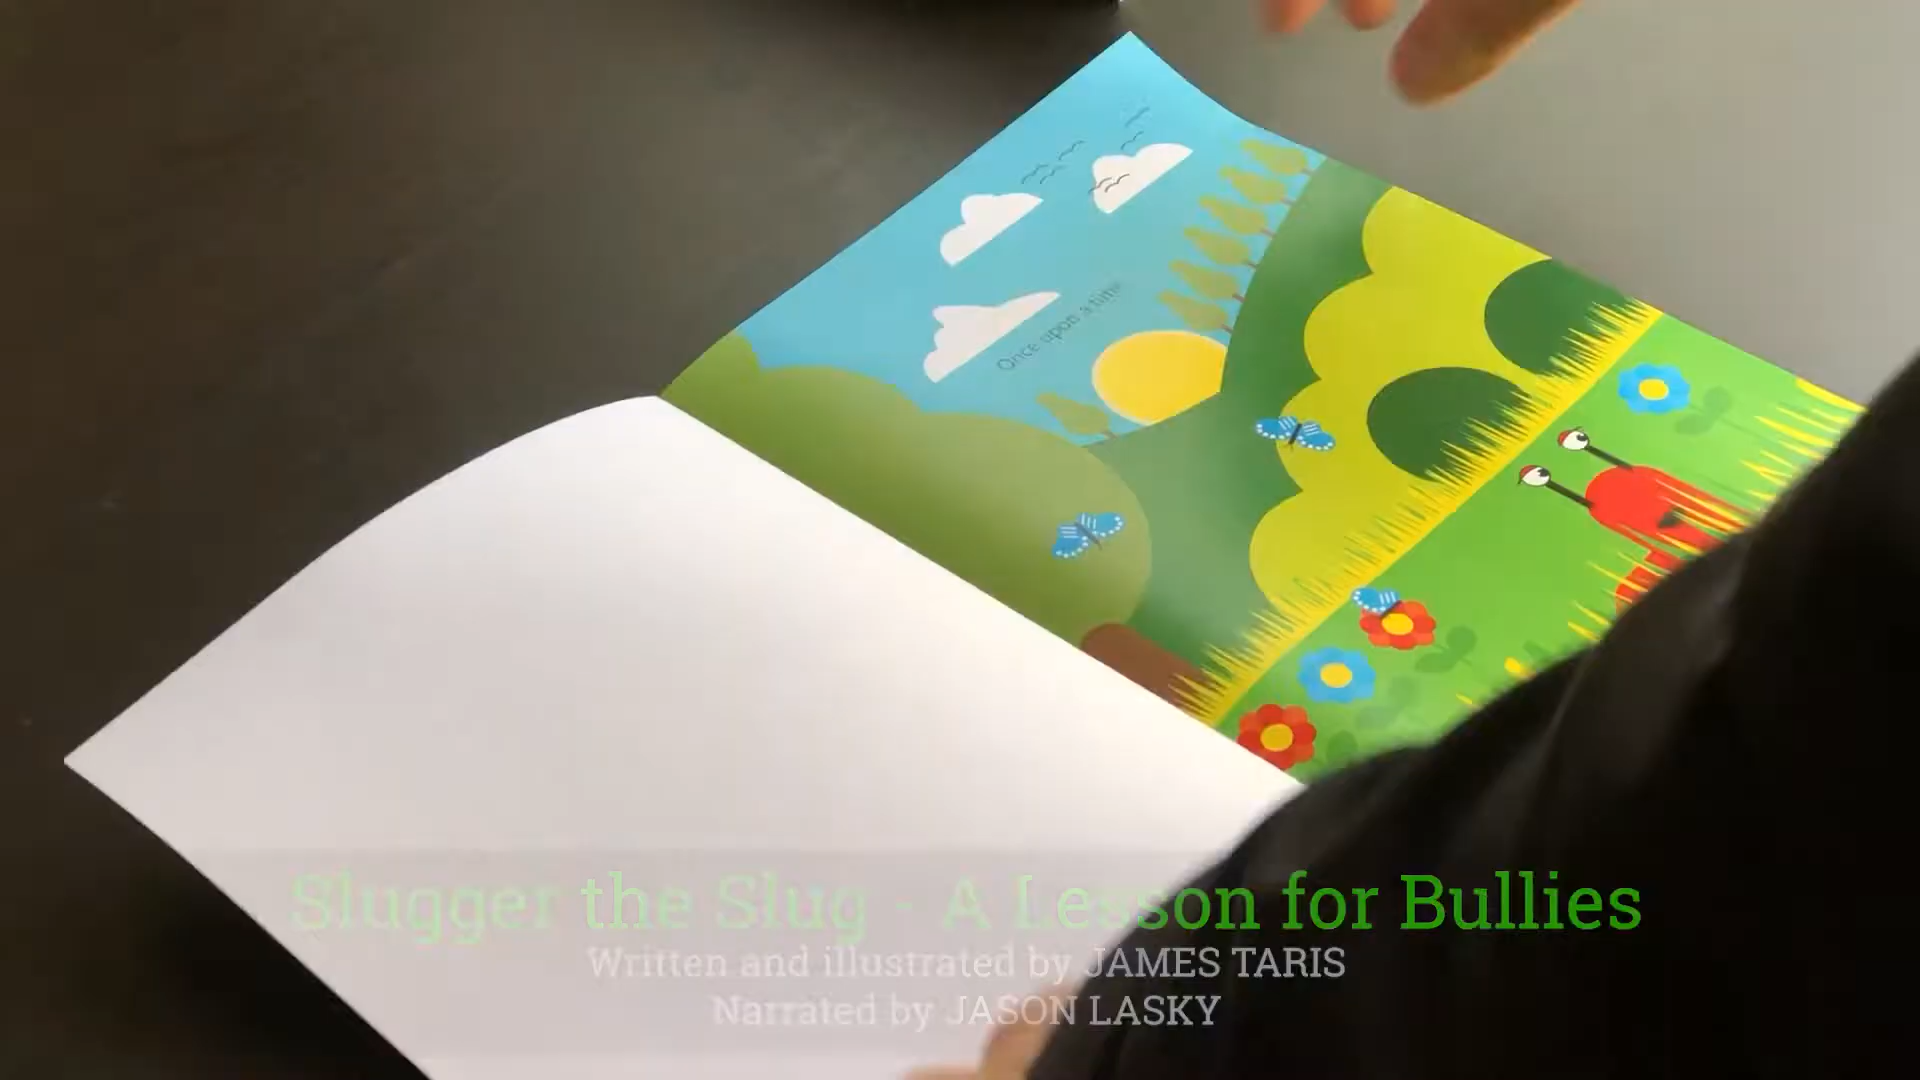 Once upon a time
Slugger the Slug - A Lesson for Bullies
Written and illustrated by JAMES TARIS
Narrated by JASON LASKY